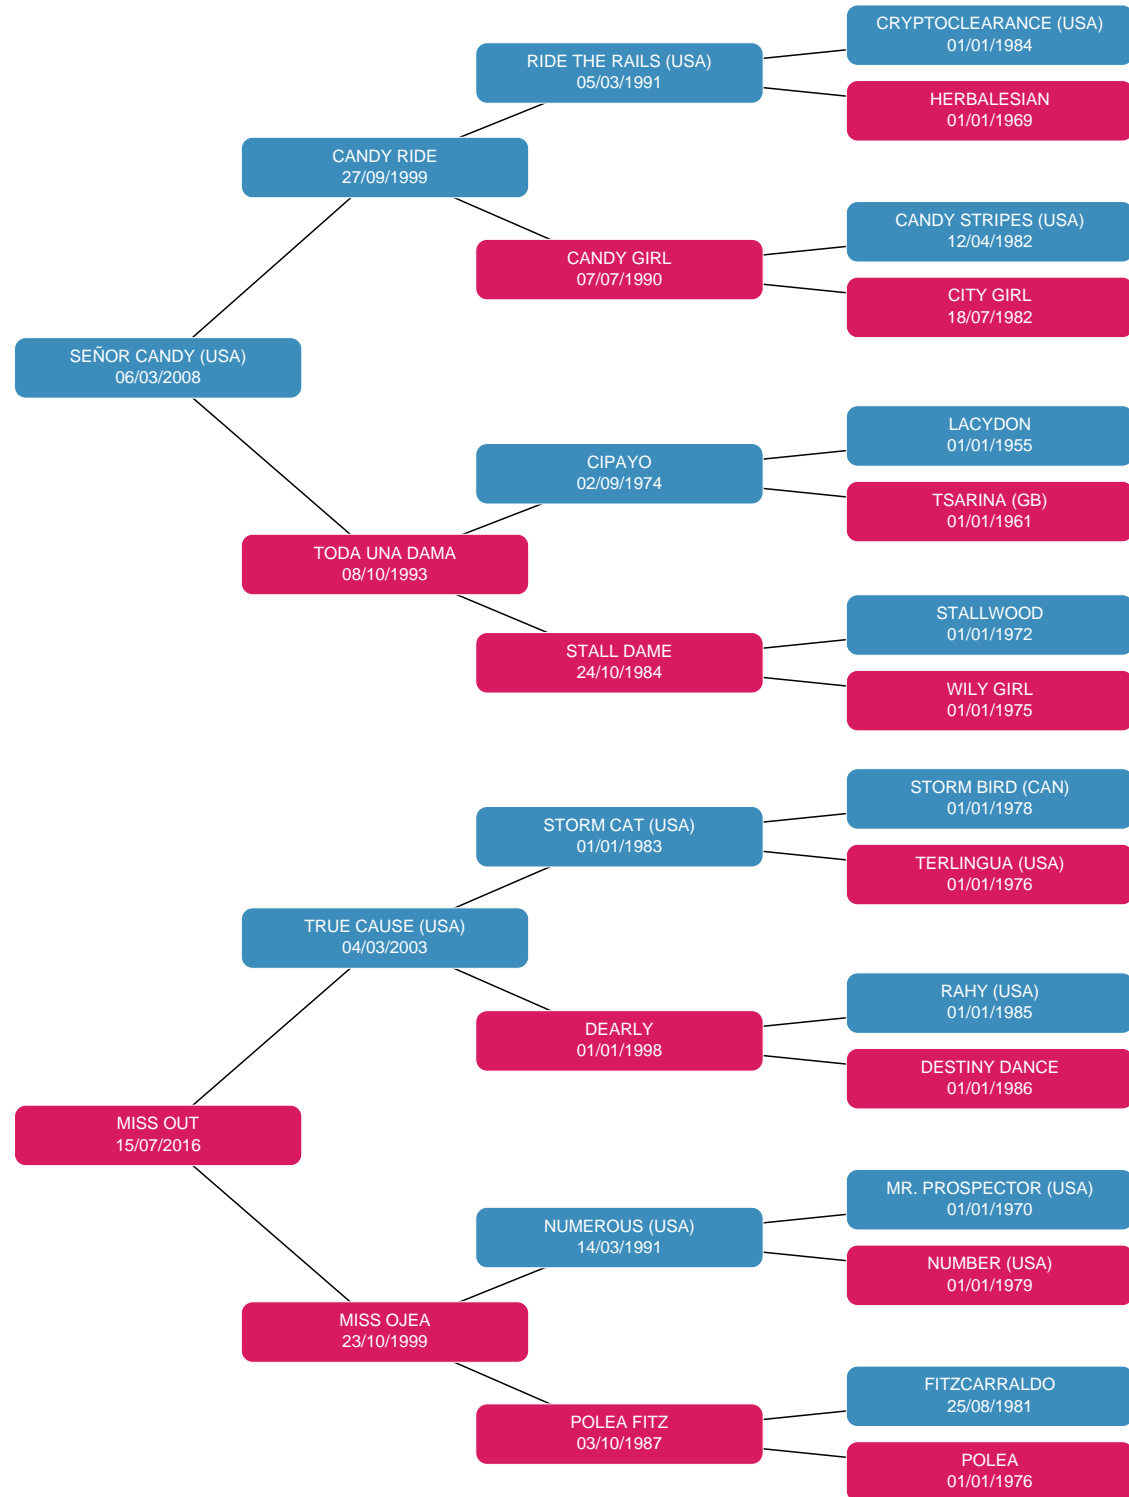 CRYPTOCLEARANCE (USA)
01/01/1984
RIDE THE RAILS (USA)
05/03/1991
HERBALESIAN
01/01/1969
CANDY RIDE
27/09/1999
CANDY STRIPES (USA)
12/04/1982
CANDY GIRL
07/07/1990
CITY GIRL
18/07/1982
SEÑOR CANDY (USA)
06/03/2008
LACYDON
01/01/1955
CIPAYO
02/09/1974
TSARINA (GB)
01/01/1961
TODA UNA DAMA
08/10/1993
STALLWOOD
01/01/1972
STALL DAME
24/10/1984
WILY GIRL
01/01/1975
STORM BIRD (CAN)
01/01/1978
STORM CAT (USA)
01/01/1983
TERLINGUA (USA)
01/01/1976
TRUE CAUSE (USA)
04/03/2003
RAHY (USA)
01/01/1985
DEARLY
01/01/1998
DESTINY DANCE
01/01/1986
MISS OUT
15/07/2016
MR. PROSPECTOR (USA)
01/01/1970
NUMEROUS (USA)
14/03/1991
NUMBER (USA)
01/01/1979
MISS OJEA
23/10/1999
FITZCARRALDO
25/08/1981
POLEA FITZ
03/10/1987
POLEA
01/01/1976